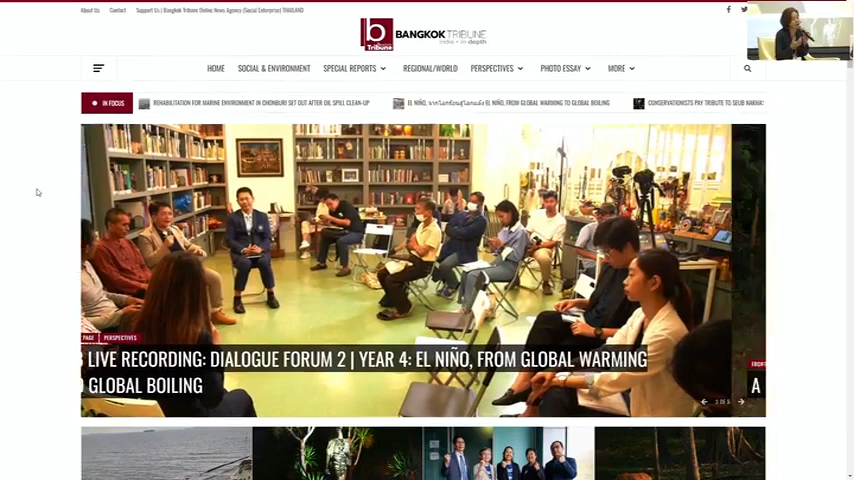 About Us
Contact
Support Us | Bangkok Tribune Online News Agency (Social Enterprise) THAILAND
b
Tribune
BANGKOK TRIBUNE
HOME
SOCIAL & ENVIRONMENT
SPECIAL REPORTS
REGIONAL/WORLD
PERSPECTIVES
PHOTO ESSAY
MORE
IN FOCUS
REHABILITATION FOR MARINE ENVIRONMENT IN CHONBURI SET OUT AFTER OIL SPILL CLEAN-UP
EL NIÑO, FROM GLOBAL WARMING TO GLOBAL BOILING
CONSERVATIONISTS PAY TRIBUTE TO SEUB
PAGE
PERSPECTIVES
LIVE RECORDING: DIALOGUE FORUM 2 | YEAR 4: EL NIÑO, FROM GLOBAL WARMING
GLOBAL BOILING
FRONT
A